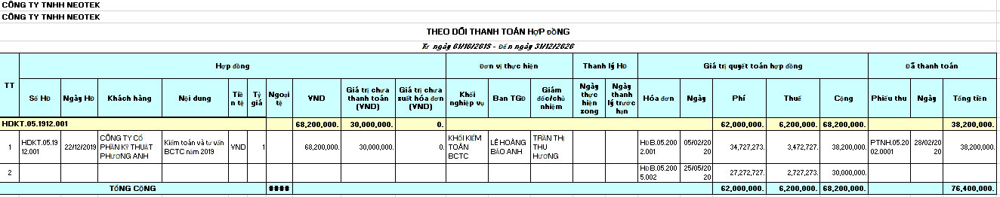 CÔNG TY TNHH NEOTEK
CÔNG TY TNHH NEOTEK
THEO DÕI THANH TOÁN HỢP ĐỒNG
Từ ngày 01/10/2019 - Đến ngày 31/12/2020
TT Hợp đồng Đơn vị thực hiện Thanh lý HĐ Giá trị quyết toán hợp đồng Đã thanh toán
Số HĐ Ngày HĐ Khách hàng Nội dung Tiền tệ Tỷ giá Ngoại tệ VND Giá trị chưa thanh toán (VND) Giá trị chưa xuất hóa đơn (VND) Khối nghiệp vụ Ban TGĐ Giám đốc/chủ nhiệm Ngày thực hiện xong Ngày thanh lý trước hạn Hóa đơn Ngày Phí Thuế Cộng Phiếu thu Ngày Tổng tiền
HDKT.05.1912.001 68,200,000. 30,000,000. 0. 62,000,000. 6,200,000. 68,200,000. 38,200,000.
1 HDKT.05.1912.001 22/12/2019 CÔNG TY CỔ PHẦN KỸ THUẬT PHƯƠNG ANH Kiểm toán và tư vấn BCTC năm 2019 VND 1 68,200,000. 30,000,000. 0. KHỐI KIỂM TOÁN BCTC LÊ HOÀNG BẢO ANH TRẦN THỊ THU HƯƠNG HĐB.05.2002.001 05/02/2020 34,727,273. 3,472,727. 38,200,000. PTNH.05.2002.0001 28/02/2020 38,200,000.
2 HĐB.05.2005.002 25/05/2020 27,272,727. 2,727,273. 30,000,000.
TỔNG CỘNG #### 62,000,000. 6,200,000. 68,200,000. 76,400,000.